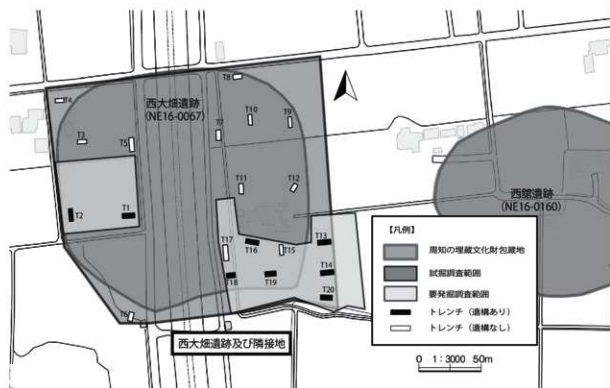 西大畑遺跡
(NE16-0067)
T8
T4
T10
T9
T7
T3
T5
T11
T12
T2
T1
西舘遺跡
(NE16-0160)
T17
T16
T15
T13
T18
T19
T14
T20
T6
西大畑遺跡及び隣接地
【凡例】
周知の埋蔵文化財包蔵地
試掘調査範囲
要発掘調査範囲
トレンチ（遺構あり）
トレンチ（遺構なし）
0 1:3000 50m